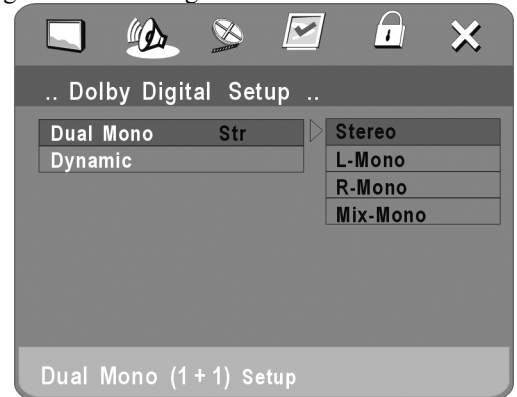 .. Dolby Digital Setup ..
Dual Mono Str Stereo
Dynamic L-Mono
R-Mono
Mix-Mono
Dual Mono (1 + 1) Setup